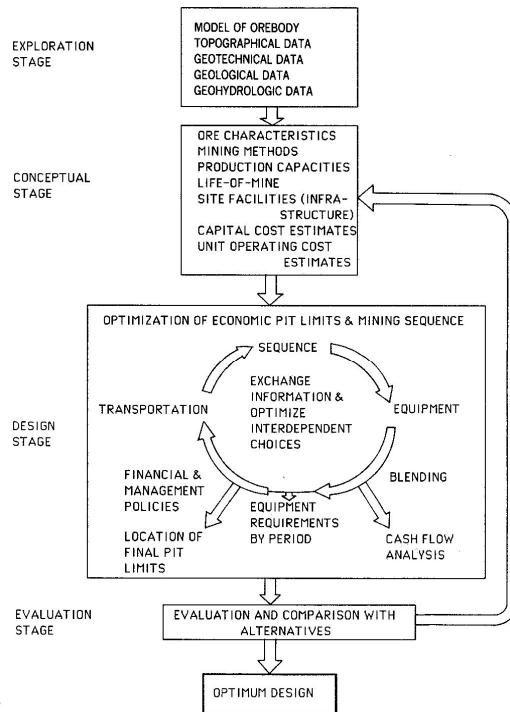 EXPLORATION
STAGE
MODEL OF OREBODY
TOPOGRAPHICAL DATA
GEOTECHNICAL DATA
GEOLOGICAL DATA
GEOHYDROLOGIC DATA
CONCEPTUAL
STAGE
ORE CHARACTERISTICS
MINING METHODS
PRODUCTION CAPACITIES
LIFE-OF-MINE
SITE FACILITIES (INFRA-
STRUCTURE)
CAPITAL COST ESTIMATES
UNIT OPERATING COST
ESTIMATES
DESIGN
STAGE
OPTIMIZATION OF ECONOMIC PIT LIMITS & MINING SEQUENCE
SEQUENCE
EXCHANGE
INFORMATION &
OPTIMIZE
INTERDEPENDENT
CHOICES
TRANSPORTATION
EQUIPMENT
BLENDING
FINANCIAL &
MANAGEMENT
POLICIES
EQUIPMENT
REQUIREMENTS
BY PERIOD
LOCATION OF
FINAL PIT
LIMITS
CASH FLOW
ANALYSIS
EVALUATION
STAGE
EVALUATION AND COMPARISON WITH
ALTERNATIVES
OPTIMUM DESIGN